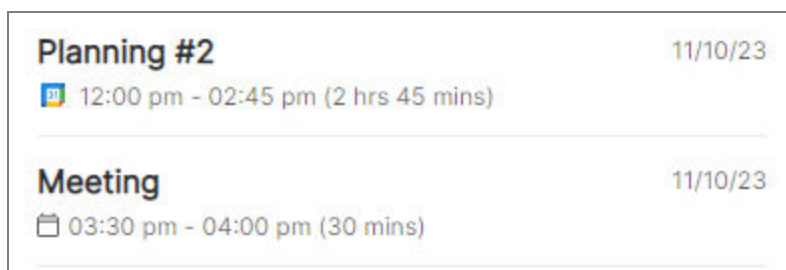 Planning #2 11/10/23
31 12:00 pm - 02:45 pm (2 hrs 45 mins)
Meeting 11/10/23
03:30 pm - 04:00 pm (30 mins)